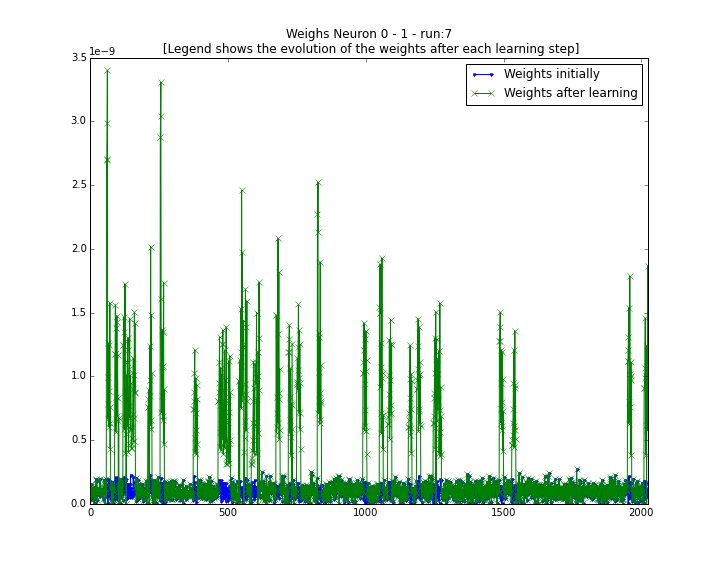 Weighs Neuron 0 - 1 - run:7
[Legend shows the evolution of the weights after each learning step]
1e−9
3.5
3.0
2.5
2.0
1.5
1.0
0.5
0.0
Weights initially
Weights after learning
0
500
1000
1500
2000